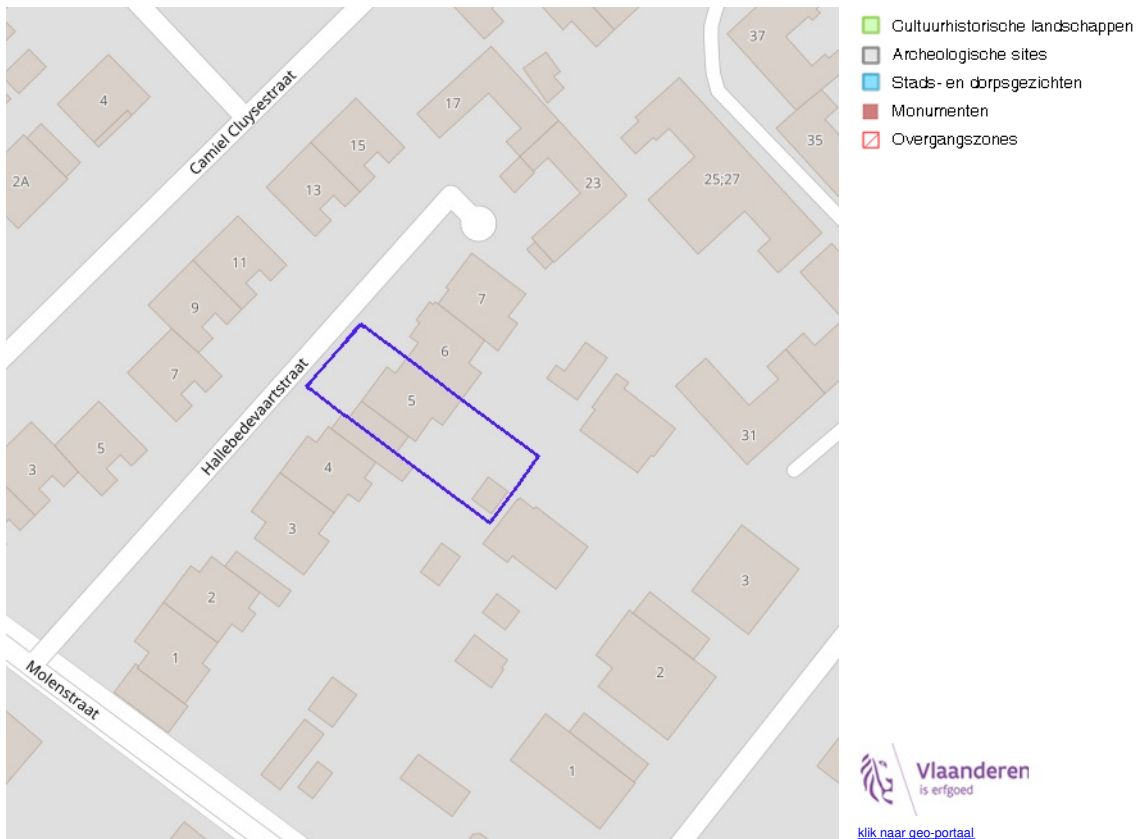 37
Cultuurhistorische landschappen
4
17
Archeologische sites
Stads- en dorpsgezichten
Monumenten
Overgangszones
Camiel Cluysestraat
15
35
2A
13
23
25;27
11
9
7
6
7
5
Hallebedevaartstraat
31
3
5
4
3
3
2
1
2
Molenstraat
1
Vlaanderen
is erfgoed
klik naar geo-portaal